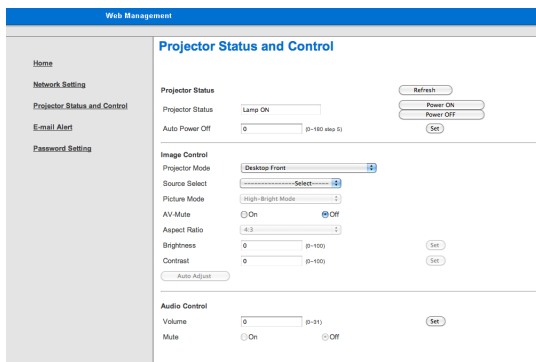 Web Management
Projector Status and Control
Home
Network Setting
Projector Status and Control
E-mail Alert
Password Setting
Projector Status
Refresh
Projector Status
Lamp ON
Power ON
Power OFF
Auto Power Off
0
(0~180 step 5)
Set
Image Control
Projector Mode
Desktop Front
Source Select
---------------Select-----
Picture Mode
High-Bright Mode
AV-Mute
On
Off
Aspect Ratio
4:3
Brightness
0
(0~100)
Set
Contrast
0
(0~100)
Set
Auto Adjust
Audio Control
Volume
0
(0~31)
Set
Mute
On
Off